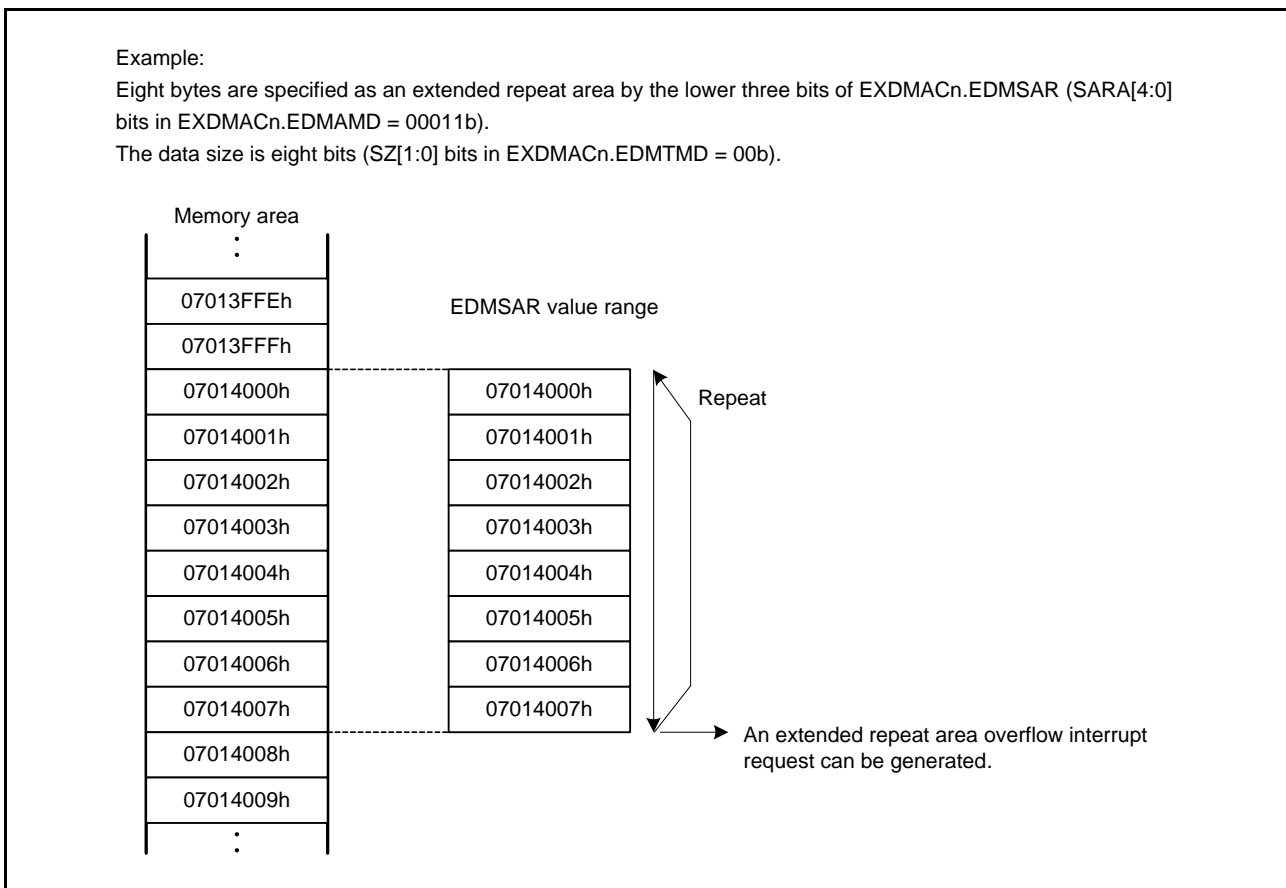 Example:
Eight bytes are specified as an extended repeat area by the lower three bits of EXDMACn.EDMSAR (SARA[4:0]
bits in EXDMACn.EDMAMD = 00011b).
The data size is eight bits (SZ[1:0] bits in EXDMACn.EDMTMD = 00b).
Memory area
07013FFEh
07013FFFh
07014000h
07014001h
07014002h
07014003h
07014004h
07014005h
07014006h
07014007h
07014008h
07014009h
EDMSAR value range
07014000h
07014001h
07014002h
07014003h
07014004h
07014005h
07014006h
07014007h
Repeat
An extended repeat area overflow interrupt
request can be generated.